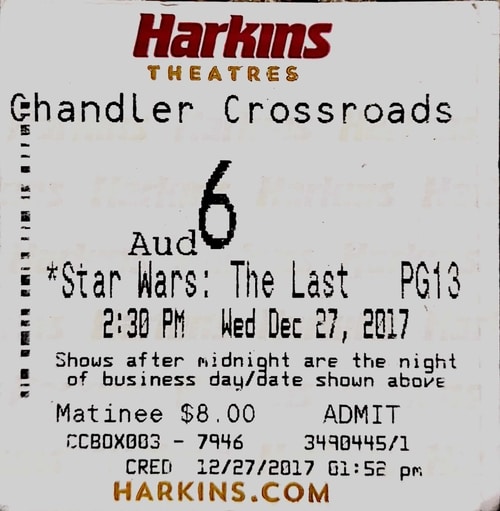 Harkins
THEATRES
Chandler Crossroads
Aud 6
*Star Wars: The Last PG13
2:30 PM Wed Dec 27, 2017
Shows after midnight are the night
of business day/date shown above
Matinee $8.00 ADMIT
CCBOX003 - 7946 3490445/1
CRED 12/27/2017 01:52 pm
HARKINS.COM